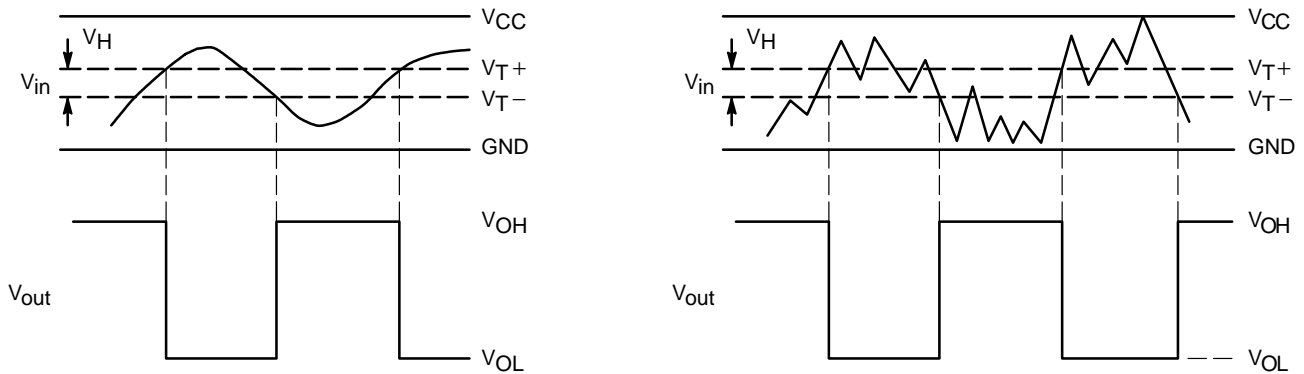 VCC
VH
VT+
Vin
VT−
GND
VOH
Vout
VOL
VCC
VH
VT+
Vin
VT−
GND
VOH
Vout
VOL